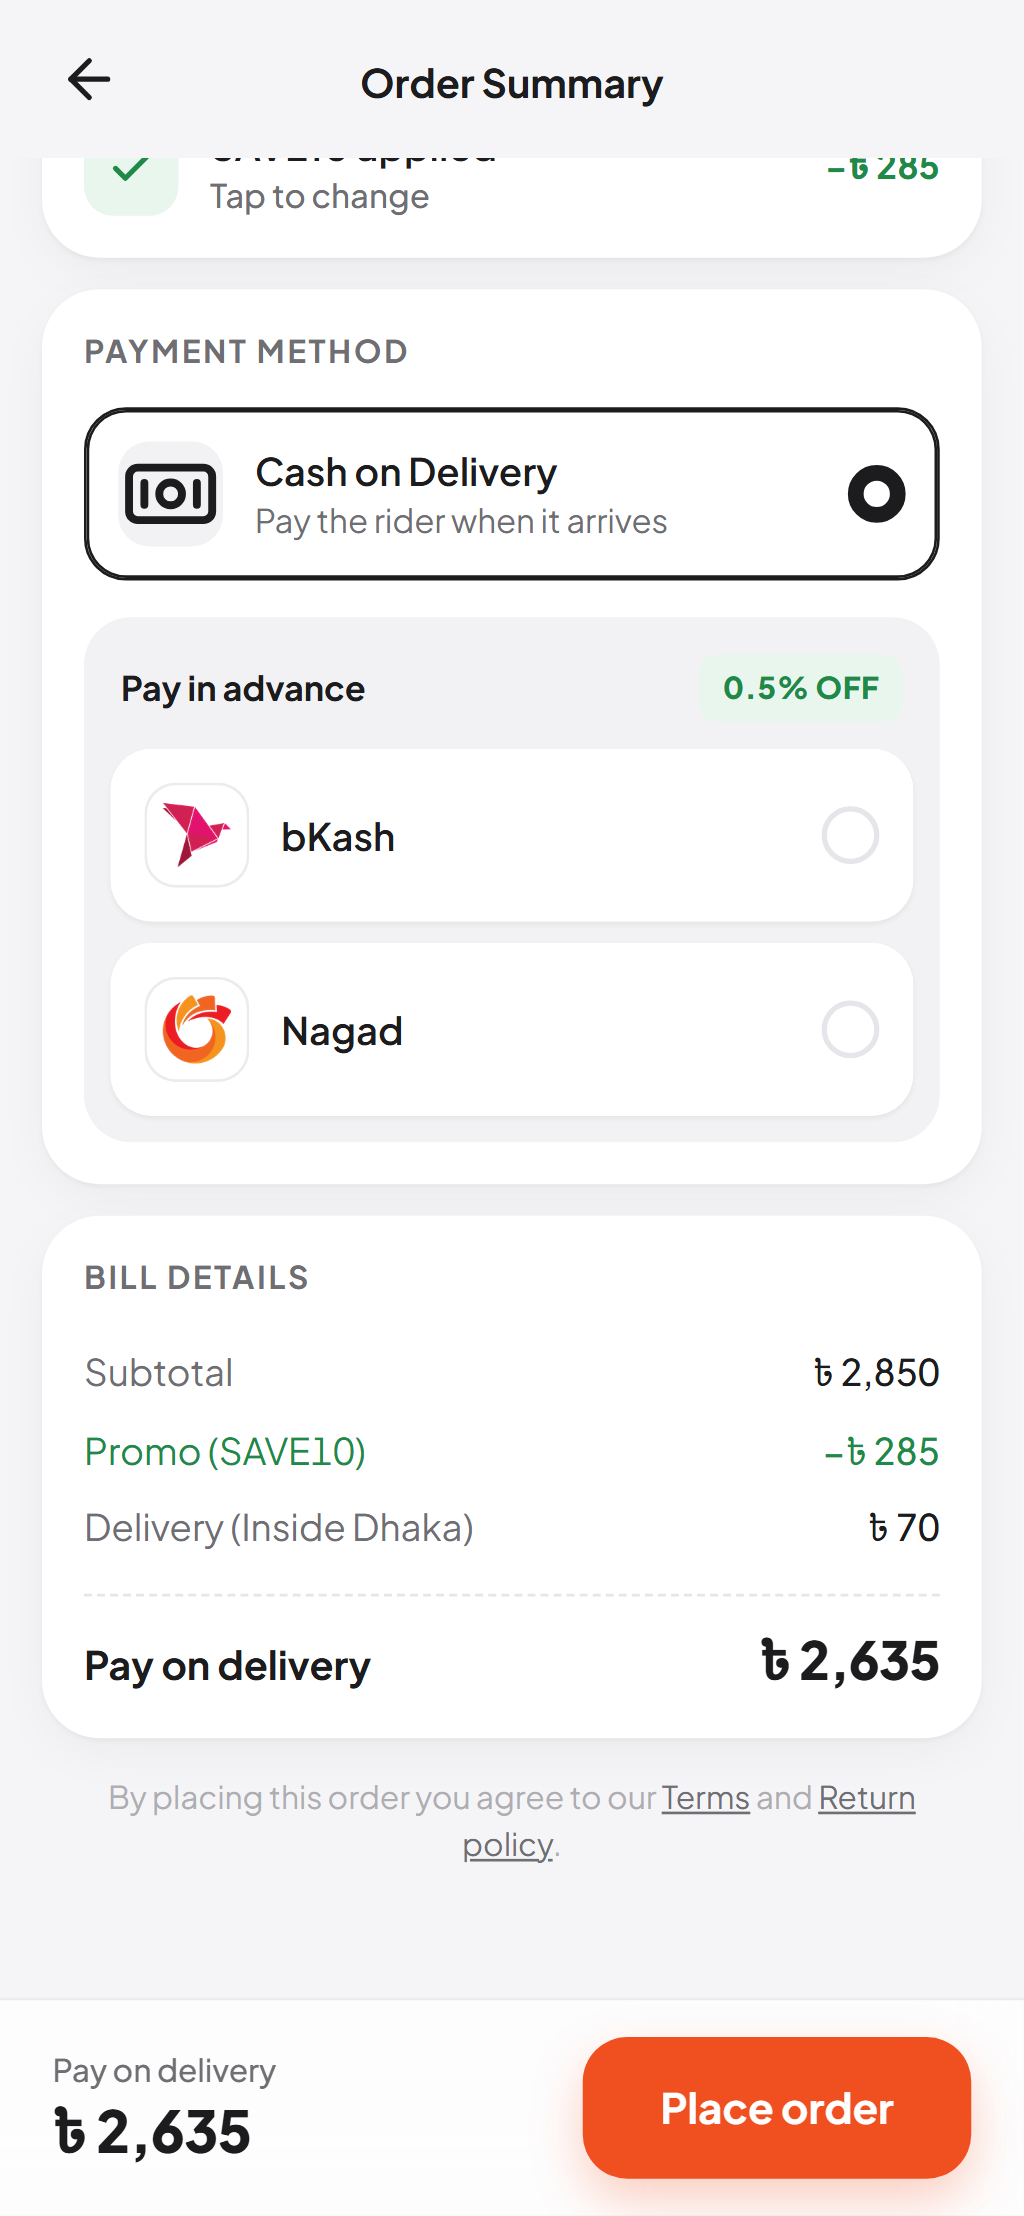 Order Summary
SAVE10 applied
-৳ 285
Tap to change
PAYMENT METHOD
Cash on Delivery
Pay the rider when it arrives
Pay in advance
0.5% OFF
bKash
Nagad
BILL DETAILS
Subtotal
৳ 2,850
Promo (SAVE10)
-৳ 285
Delivery (Inside Dhaka)
৳ 70
Pay on delivery
৳ 2,635
By placing this order you agree to our Terms and Return
policy.
Pay on delivery
৳ 2,635
Place order